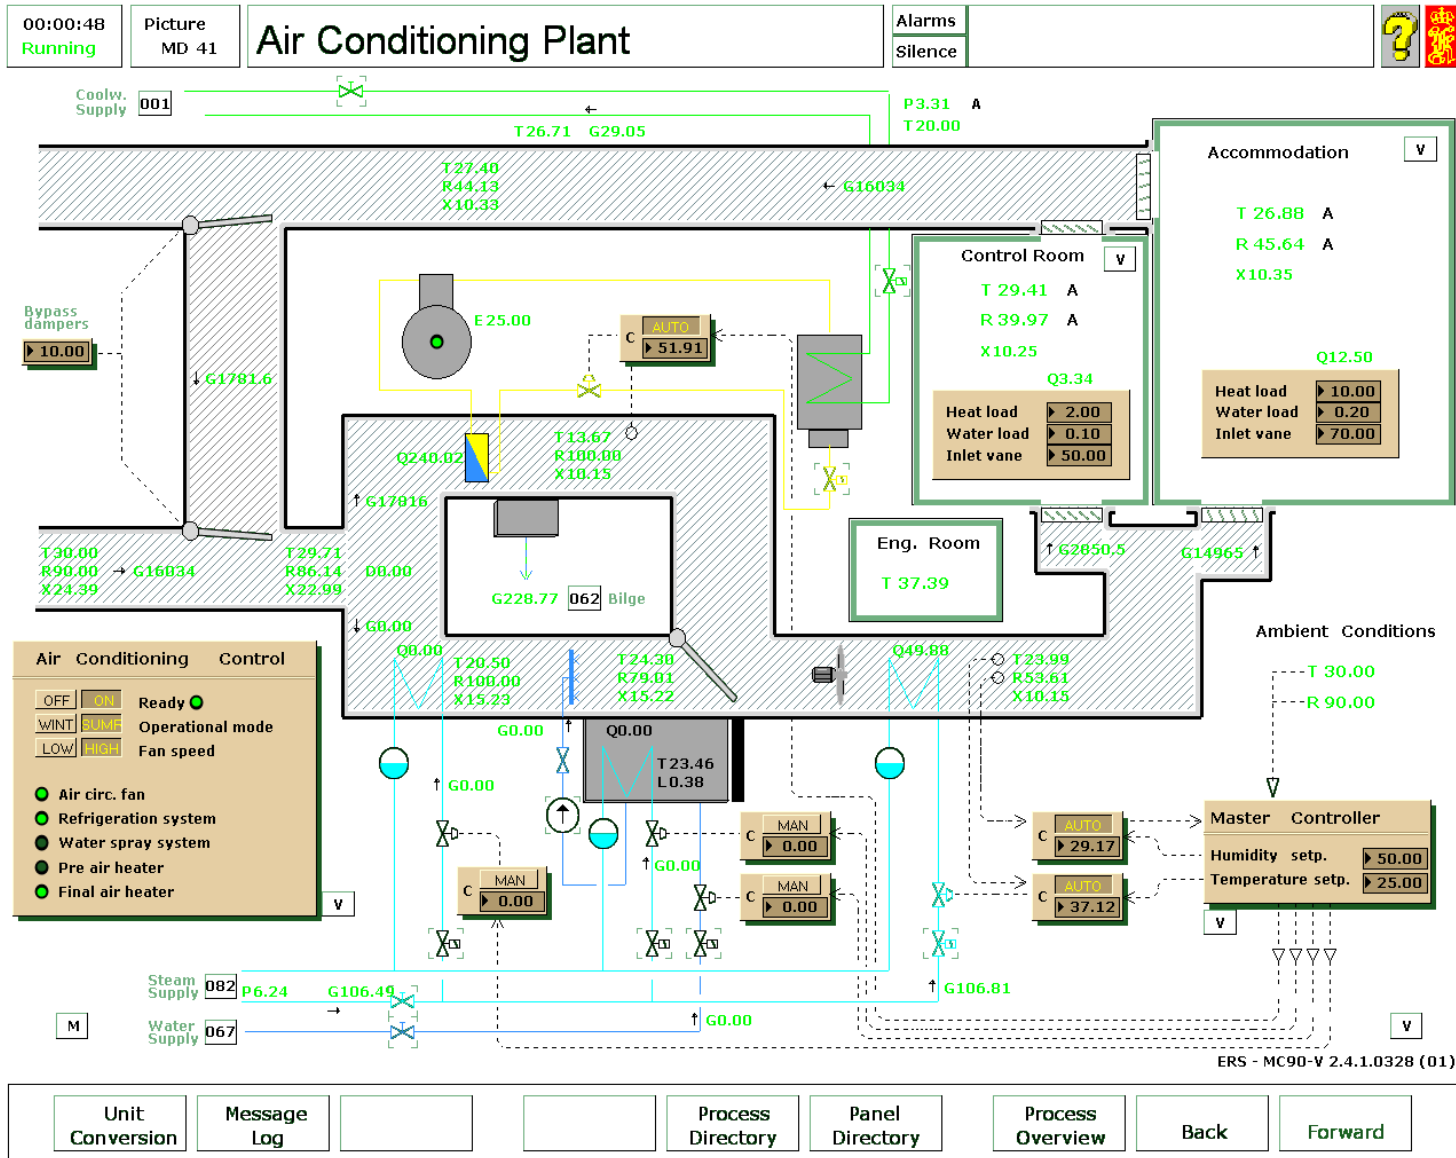 00:00:48
Running
Picture
MD 41
Air Conditioning Plant
Alarms
Silence
?
Coolw.
Supply
001
T26.71 G29.05
P3.31 A
T20.00
T27.40
R44.13
X10.33
G16034
Accommodation
V
T 26.88 A
R 45.64 A
X10.35
Q12.50
Heat load 10.00
Water load 0.20
Inlet vane 70.00
Control Room
V
T 29.41 A
R 39.97 A
X10.25
Q3.34
Heat load 2.00
Water load 0.10
Inlet vane 50.00
Bypass
dampers
10.00
G1781.6
E25.00
C AUTO
51.91
Q240.02
T13.67
R100.00
X10.15
G17816
T30.00
R90.00 G16034
X24.39
T29.71
R86.14 D0.00
X22.99
G0.00
G228.77 062 Bilge
Eng. Room
T 37.39
G2850.5
G14965
Air Conditioning Control
OFF ON Ready
WINT SUMR Operational mode
LOW HIGH Fan speed
Air circ. fan
Refrigeration system
Water spray system
Pre air heater
Final air heater
V
Q0.00
T20.50
R100.00
X15.23
T24.30
R79.01
X15.22
Q49.88
T23.99
R53.61
X10.15
Ambient Conditions
T 30.00
R 90.00
G0.00
Q0.00
T23.46
L0.38
G0.00
G0.00
C MAN
0.00
C MAN
0.00
C MAN
0.00
C AUTO
29.17
C AUTO
37.12
Master Controller
Humidity setp. 50.00
Temperature setp. 25.00
V
Steam
Supply
082
P6.24 G106.49
G106.81
M
Water
Supply
067
G0.00
V
ERS - MC90-V 2.4.1.0328 (01)
Unit
Conversion
Message
Log
Process
Directory
Panel
Directory
Process
Overview
Back
Forward